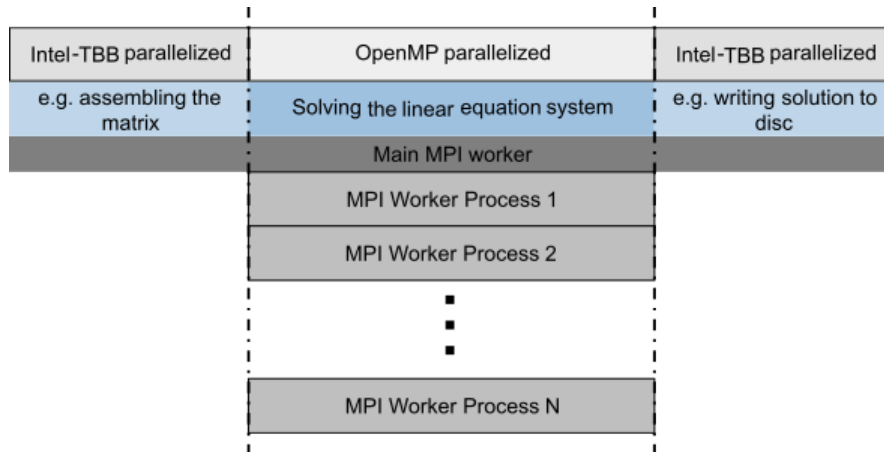 Intel-TBB parallelized
OpenMP parallelized
Intel-TBB parallelized
e.g. assembling the
matrix
Solving the linear equation system
e.g. writing solution to
disc
Main MPI worker
MPI Worker Process 1
MPI Worker Process 2
MPI Worker Process N